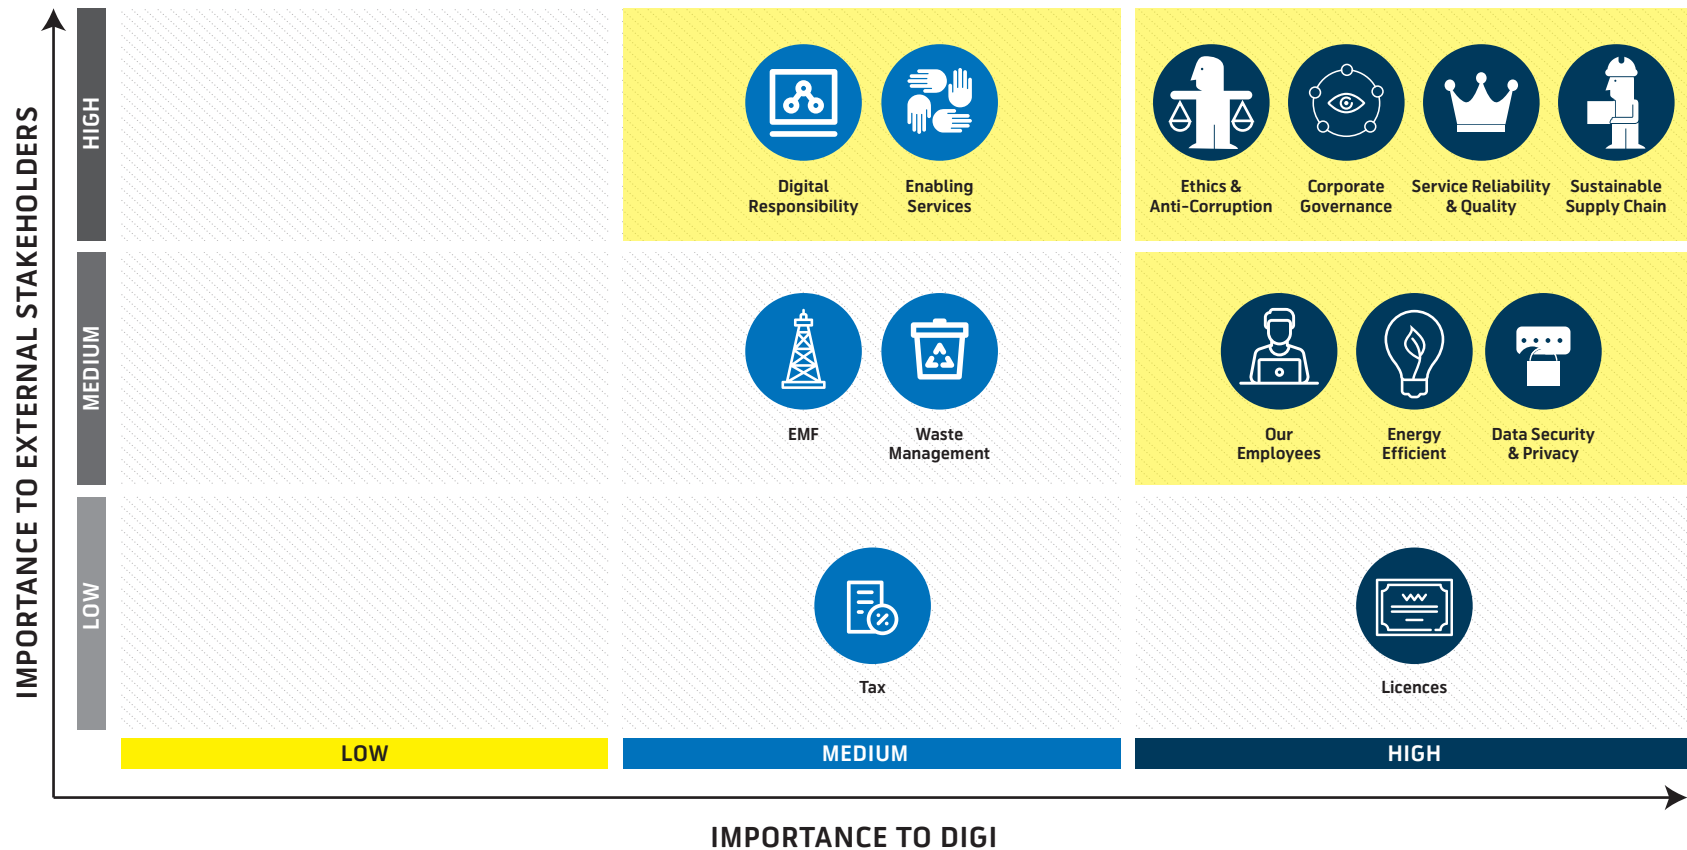 IMPORTANCE TO EXTERNAL STAKEHOLDERS
HIGH
Digital
Responsibility
Enabling
Services
Ethics &
Anti-Corruption
Corporate
Governance
Service Reliability
& Quality
Sustainable
Supply Chain
MEDIUM
EMF
Waste
Management
Our
Employees
Energy
Efficient
Data Security
& Privacy
LOW
Tax
Licences
LOW
MEDIUM
HIGH
IMPORTANCE TO DIGI